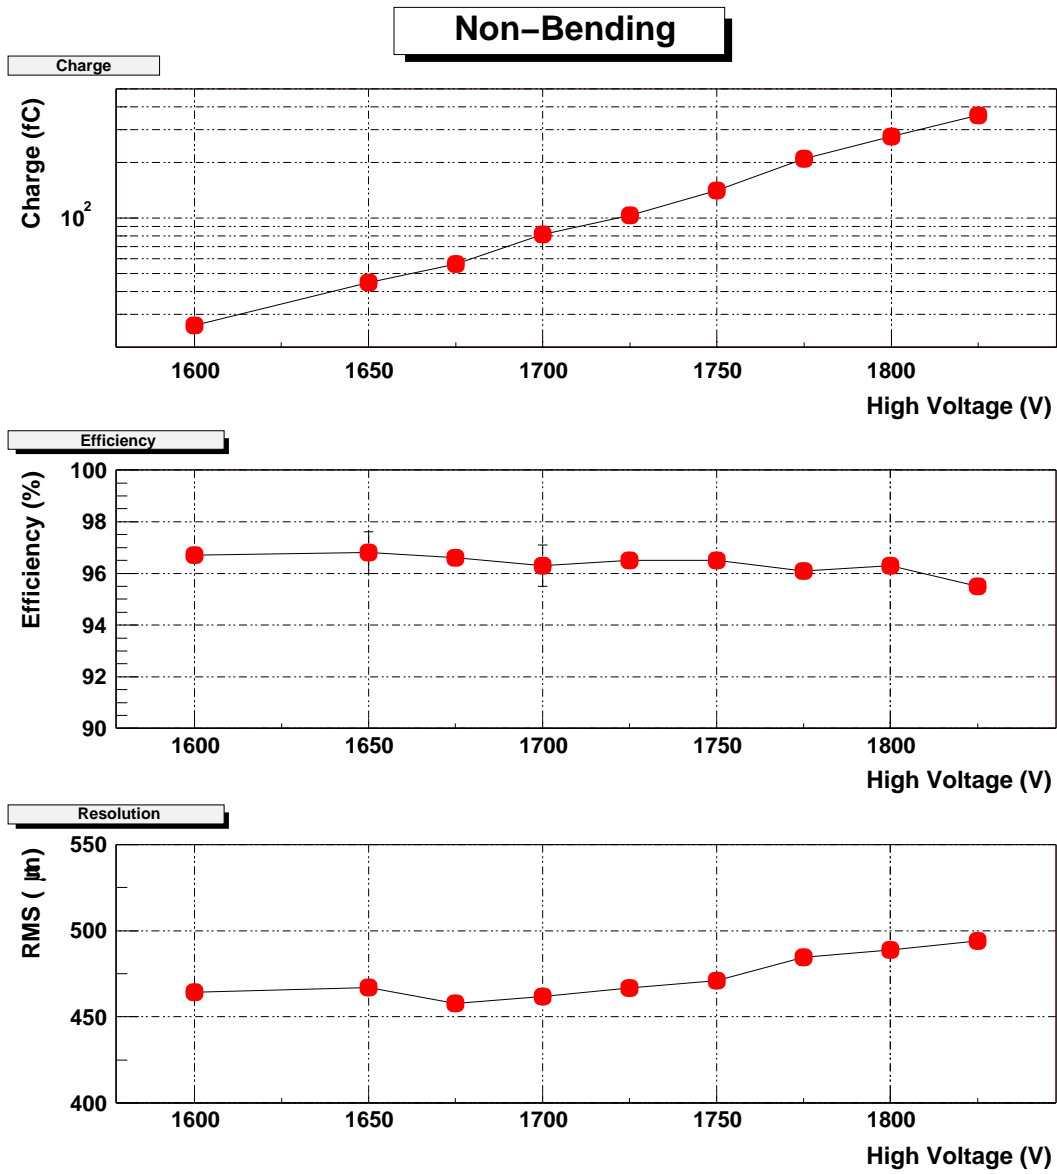 Non−Bending
Charge
Charge (fC)
10²
1600 1650 1700 1750 1800
High Voltage (V)
Efficiency
Efficiency (%)
100
98
96
94
92
90
1600 1650 1700 1750 1800
High Voltage (V)
Resolution
RMS ( μm)
550
500
450
400
1600 1650 1700 1750 1800
High Voltage (V)